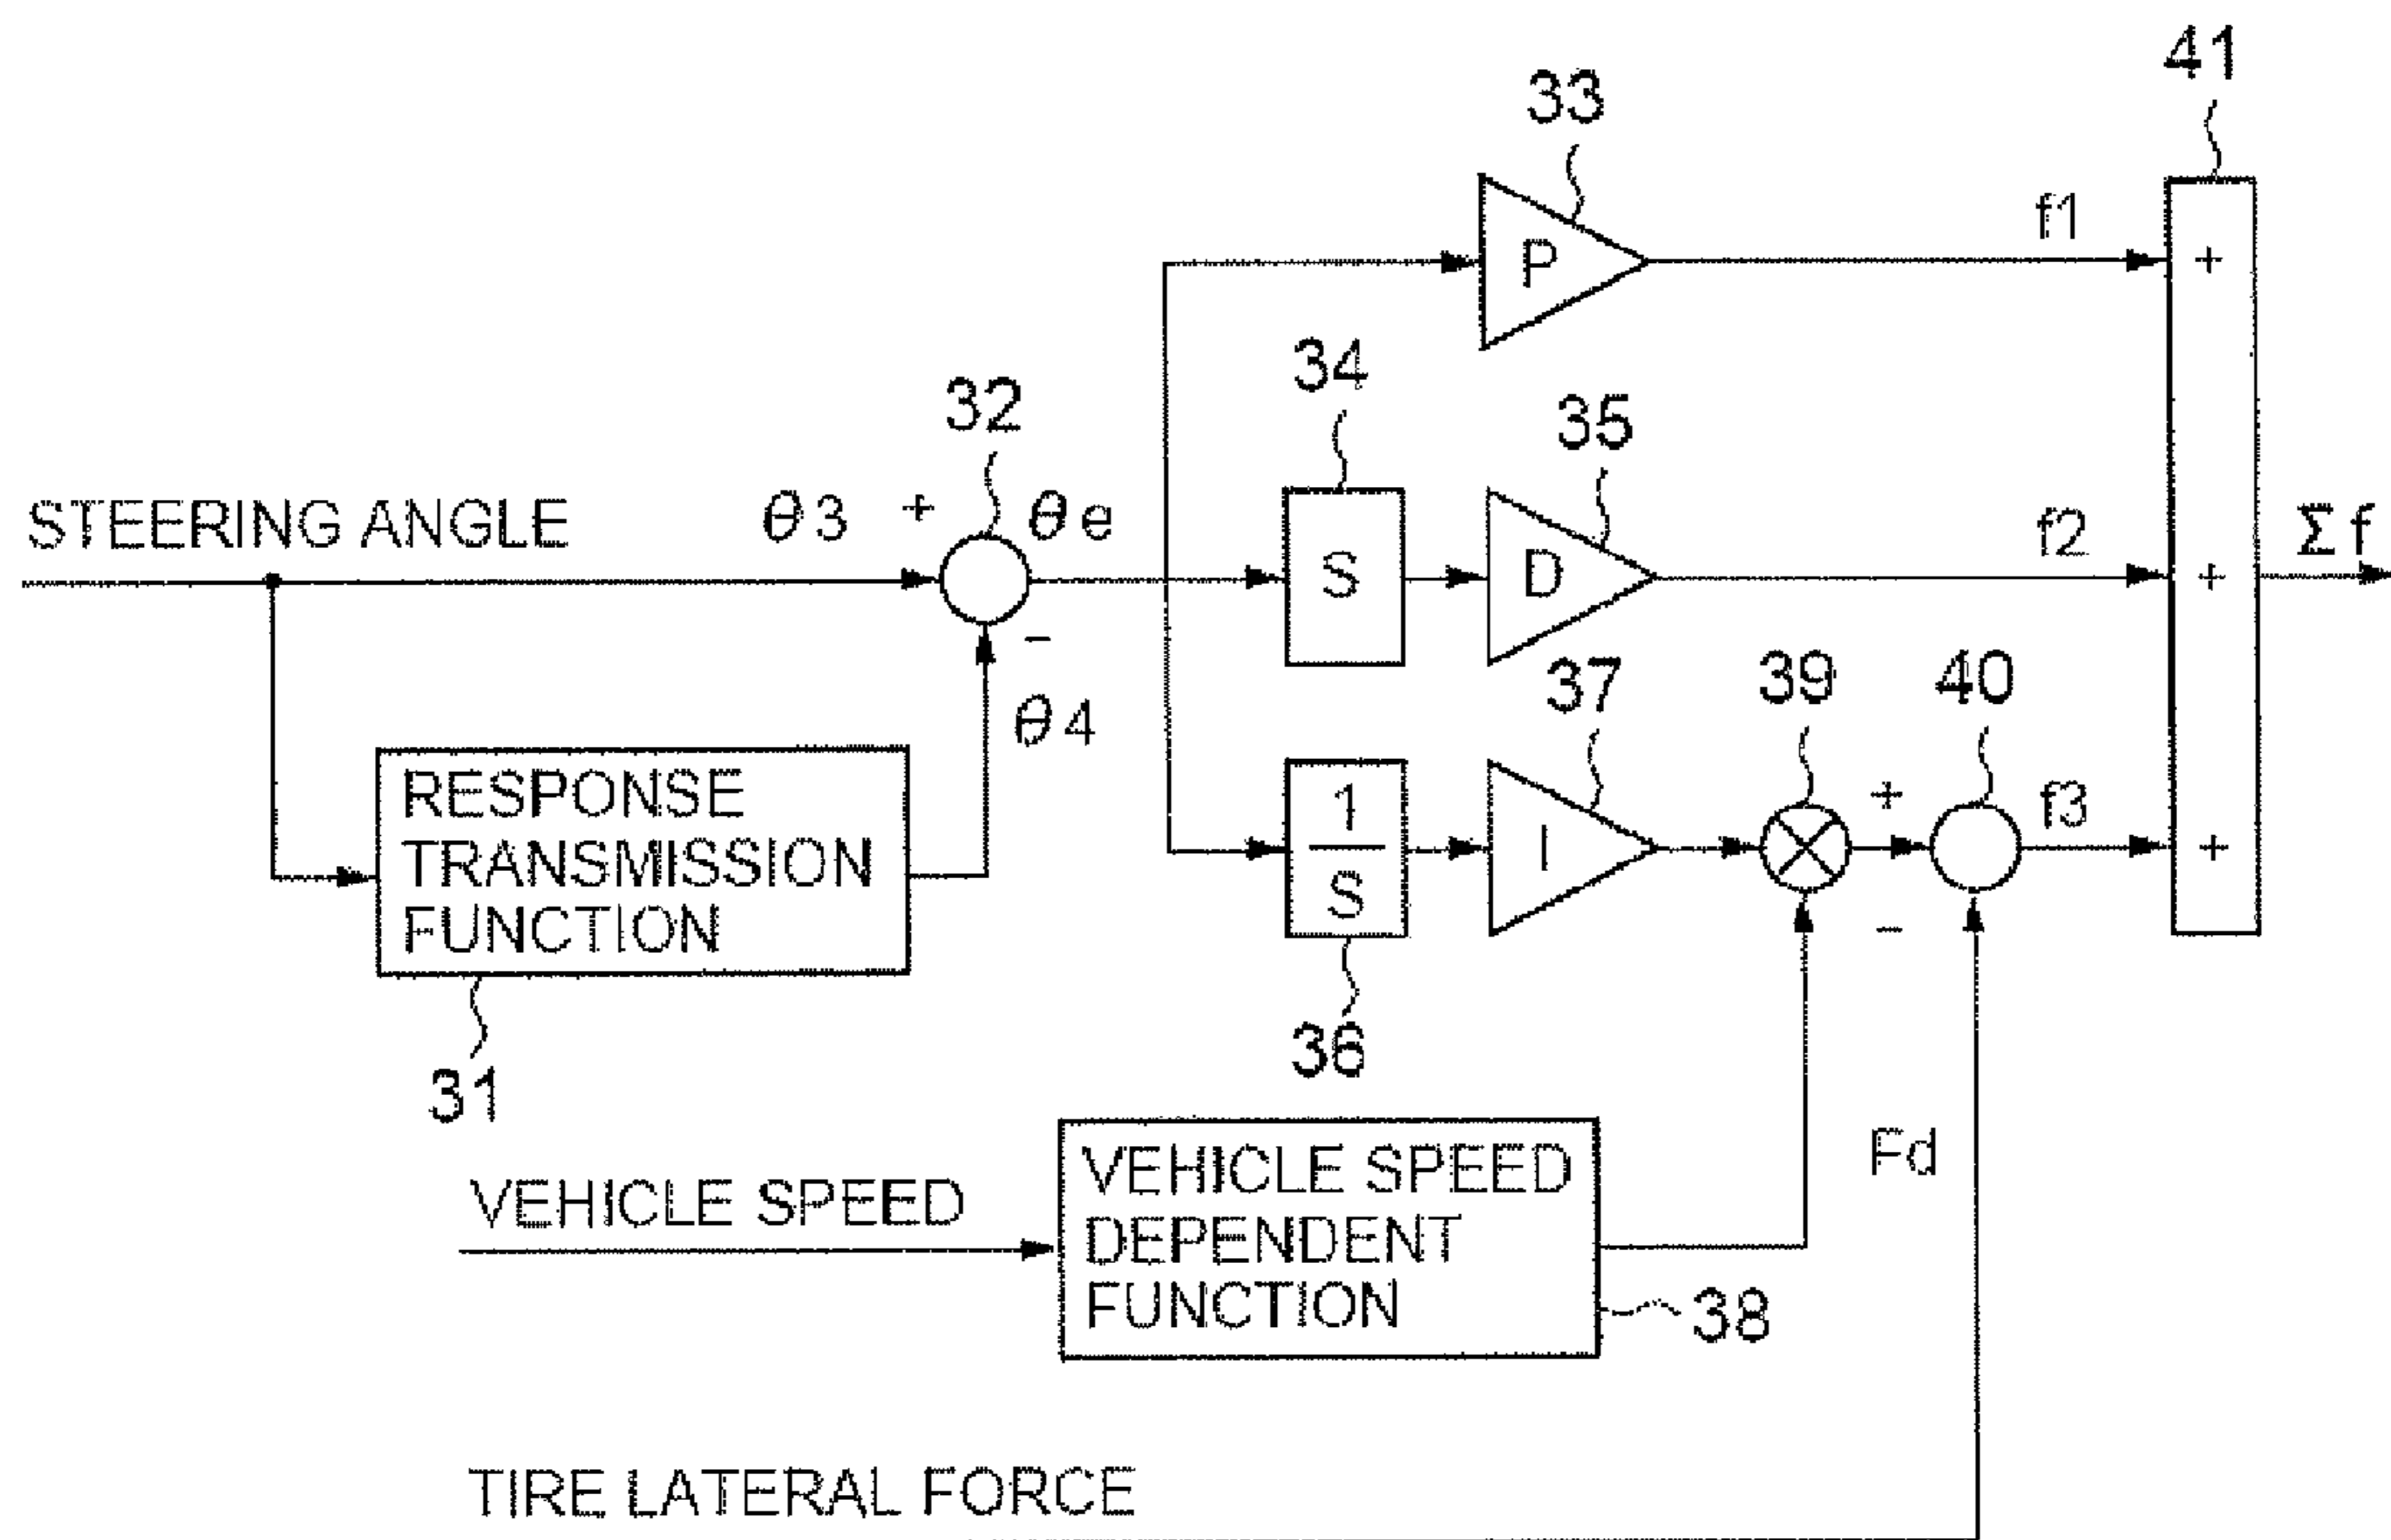 41
33
P
f1
+
34
35
32
STEERING ANGLE
θ3
+
θe
S
D
f2
+
Σf
-
θ4
37
39
40
RESPONSE
TRANSMISSION
FUNCTION
1
S
I
+
f3
+
-
36
31
VEHICLE SPEED
VEHICLE SPEED
DEPENDENT
FUNCTION
38
Fd
TIRE LATERAL FORCE